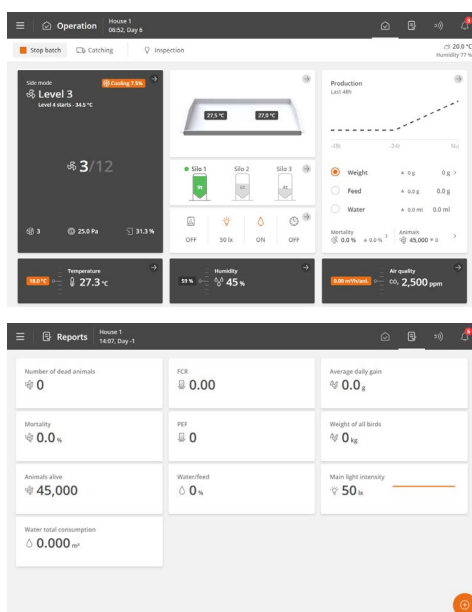 Operation
House 1
06:52, Day 6
Stop batch
Catching
Inspection
20.0 °C
Humidity 77 %
Side mode
Cooling 7.5%
Level 3
Level 4 starts - 34.5 °C
3/12
3
25.0 Pa
31.3 %
27,5 °C
27,0 °C
Silo 1
Silo 2
Silo 3
OFF
50 lx
ON
OFF
Production
Last 48h
-48h
-24h
Weight
0 g
0 g
Feed
0.0 g
0.0 g
Water
0.0 ml
0.0 ml
Mortality
0.0 %
0.0 %
Animals
45,000
0
Temperature
18.0 °C
27.3 °C
Humidity
59 %
45 %
Air quality
0.00 m³/h/ani.
CO₂ 2,500 ppm
Reports
House 1
14:07, Day -1
Number of dead animals
0
FCR
0.00
Average daily gain
0.0 g
Mortality
0.0 %
PEF
0
Weight of all birds
0 kg
Animals alive
45,000
Water/feed
0 %
Main light intensity
50 lx
Water total consumption
0.000 m³